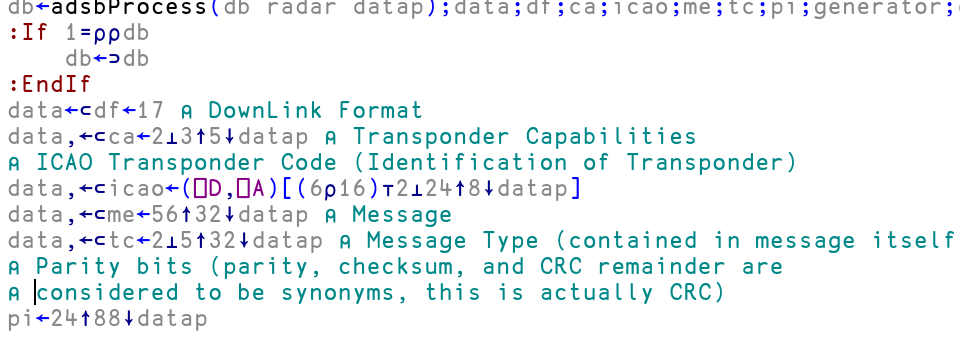 db←adsbProcess(db radar datap);data;df;ca;icao;me;tc;pi;generator;
:If 1=⍴⍴db
    db←⊃db
:EndIf
data←⊂df←17 ⍝ DownLink Format
data,←⊂ca←2⊥3↑5↓datap ⍝ Transponder Capabilities
⍝ ICAO Transponder Code (Identification of Transponder)
data,←⊂icao←(⎕D,⎕A)[(6⍴16)⊤2⊥24↑8↓datap]
data,←⊂me←56↑32↓datap ⍝ Message
data,←⊂tc←2⊥5↑32↓datap ⍝ Message Type (contained in message itself
⍝ Parity bits (parity, checksum, and CRC remainder are
⍝ considered to be synonyms, this is actually CRC)
pi←24↑88↓datap